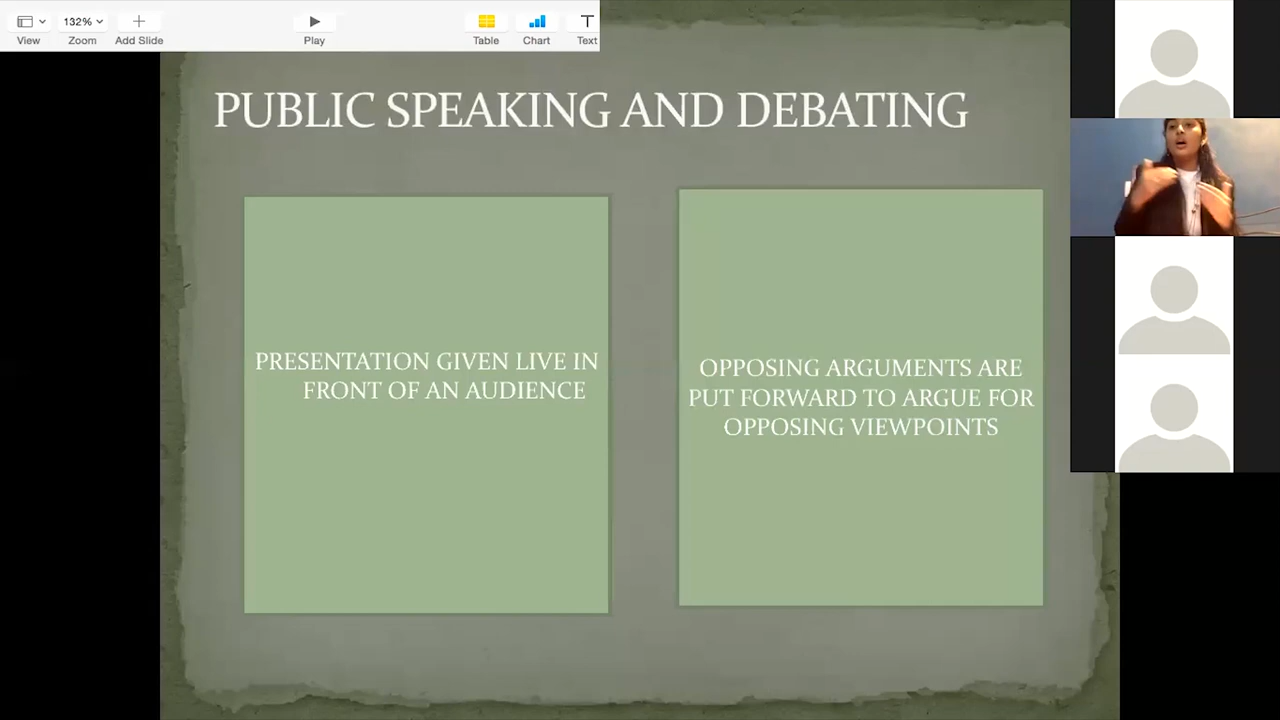 132%
View
Zoom
Add Slide
Play
Table
Chart
Text
PUBLIC SPEAKING AND DEBATING
PRESENTATION GIVEN LIVE IN
FRONT OF AN AUDIENCE
OPPOSING ARGUMENTS ARE
PUT FORWARD TO ARGUE FOR
OPPOSING VIEWPOINTS